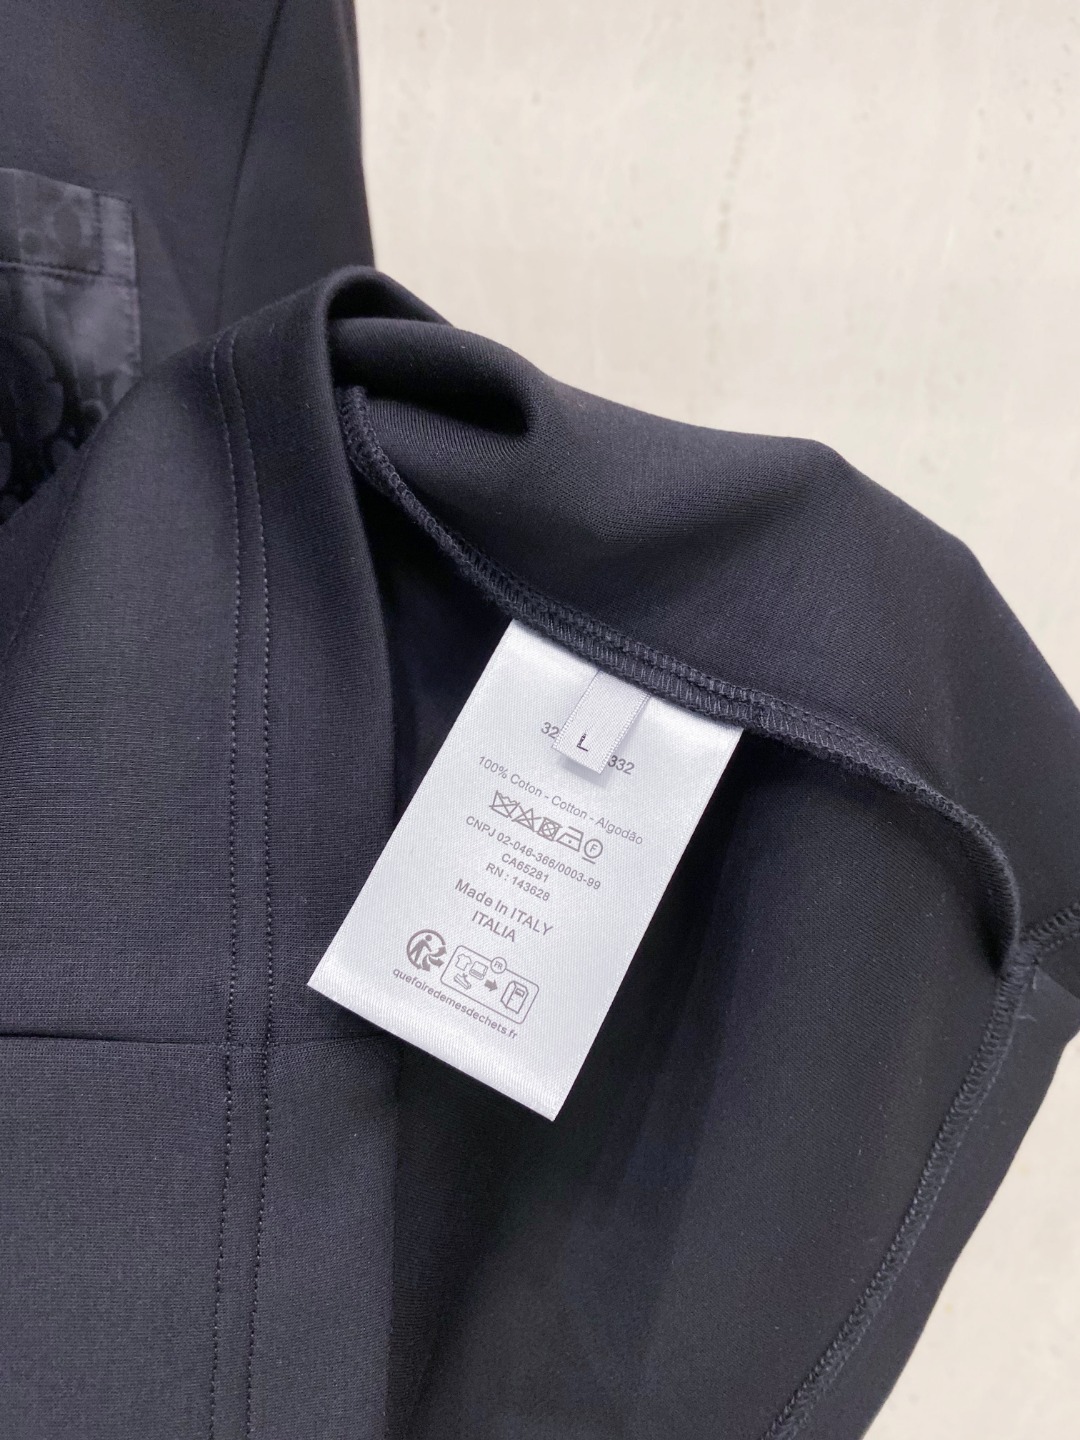 L
332
100% Coton - Cotton - Algodão
F
CNPJ 02-046-366/0003-99
CA65281
RN : 143628
Made In ITALY
ITALIA
FR
quefairedemesdechets.fr